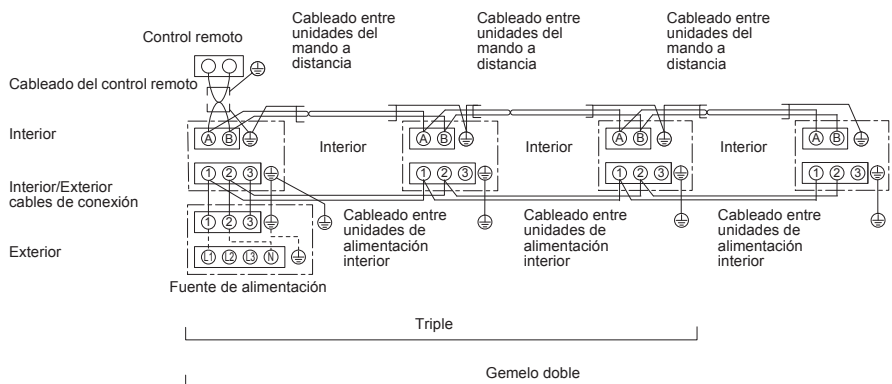 Cableado entre
unidades del
mando a
distancia
Cableado entre
unidades del
mando a
distancia
Cableado entre
unidades del
mando a
distancia
Control remoto
Cableado del control remoto
Interior
A B
Interior
A B
Interior
A B
Interior
A B
1 2 3
1 2 3
1 2 3
1 2 3
Interior/Exterior
cables de conexión
1 2 3
Cableado entre
unidades de
alimentación
interior
Cableado entre
unidades de
alimentación
interior
Cableado entre
unidades de
alimentación
interior
Exterior
L1 L2 L3 N
Fuente de alimentación
Triple
Gemelo doble